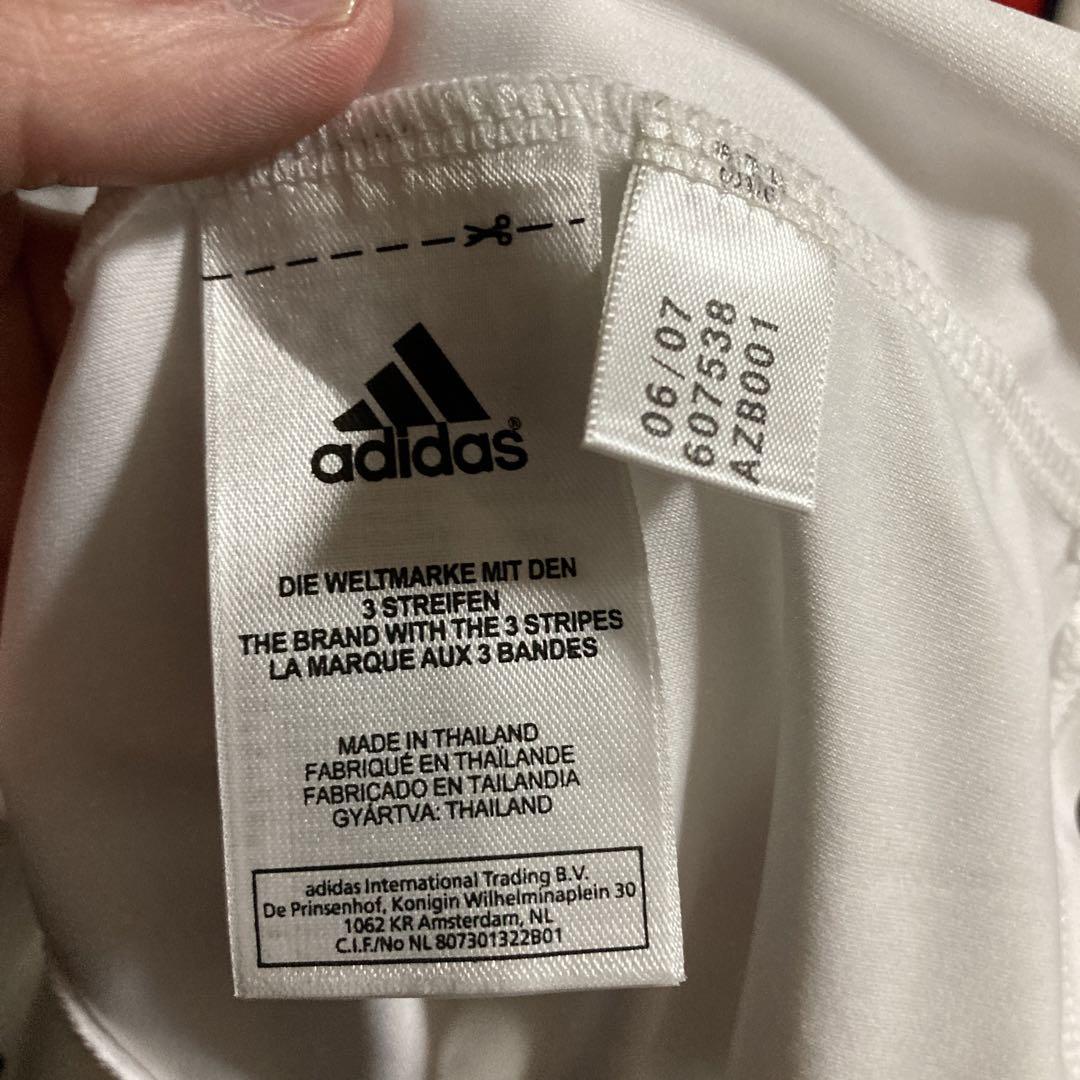 adidas®
DIE WELTMARKE MIT DEN
3 STREIFEN
THE BRAND WITH THE 3 STRIPES
LA MARQUE AUX 3 BANDES
MADE IN THAILAND
FABRIQUÉ EN THAÏLANDE
FABRICADO EN TAILANDIA
GYÁRTVA: THAILAND
adidas International Trading B.V.
De Prinsenhof, Konigin Wilhelminaplein 30
1062 KR Amsterdam, NL
C.I.F./No NL 807301322B01
06/07
607538
AZB001